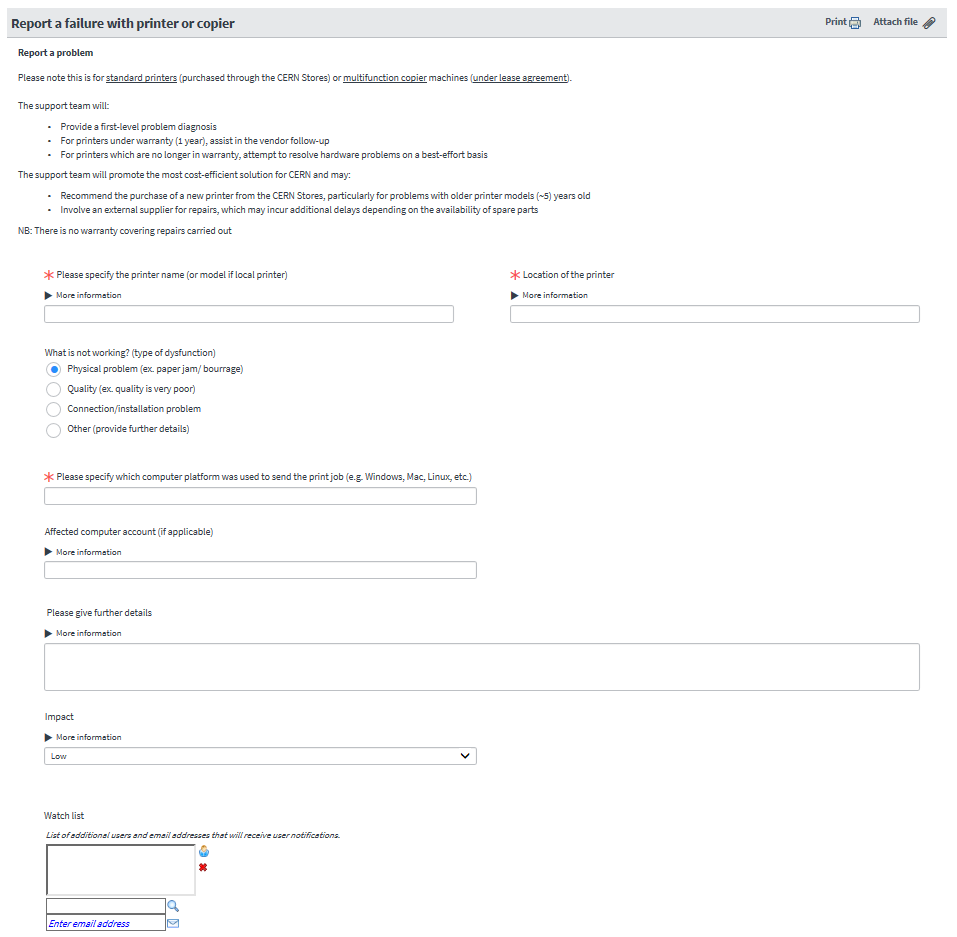 Report a failure with printer or copier
Print
Attach file
Report a problem
Please note this is for standard printers (purchased through the CERN Stores) or multifunction copier machines (under lease agreement).
The support team will:
• Provide a first-level problem diagnosis
• For printers under warranty (1 year), assist in the vendor follow-up
• For printers which are no longer in warranty, attempt to resolve hardware problems on a best-effort basis
The support team will promote the most cost-efficient solution for CERN and may:
• Recommend the purchase of a new printer from the CERN Stores, particularly for problems with older printer models (~5) years old
• Involve an external supplier for repairs, which may incur additional delays depending on the availability of spare parts
NB: There is no warranty covering repairs carried out
Please specify the printer name (or model if local printer)
More information
Location of the printer
More information
What is not working? (type of dysfunction)
Physical problem (ex. paper jam/ bourrage)
Quality (ex. quality is very poor)
Connection/installation problem
Other (provide further details)
Please specify which computer platform was used to send the print job (e.g. Windows, Mac, Linux, etc.)
Affected computer account (if applicable)
More information
Please give further details
More information
Impact
More information
Low
Watch list
List of additional users and email addresses that will receive user notifications.
Enter email address